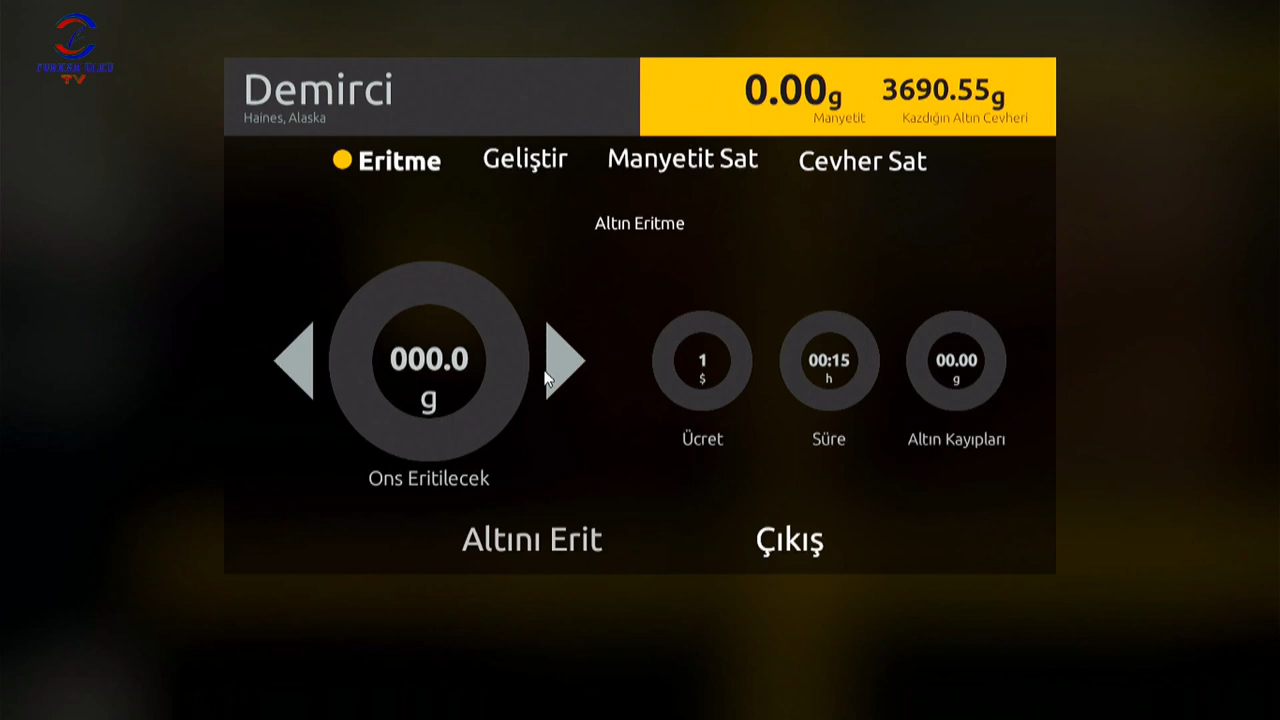 Demirci
Haines, Alaska
0.00g
Manyetit
3690.55g
Kazdığın Altın Cevheri
Eritme
Geliştir
Manyetit Sat
Cevher Sat
Altın Eritme
000.0
g
Ons Eritilecek
1
$
Ücret
00:15
h
Süre
00.00
g
Altın Kayıpları
Altını Erit
Çıkış
TV